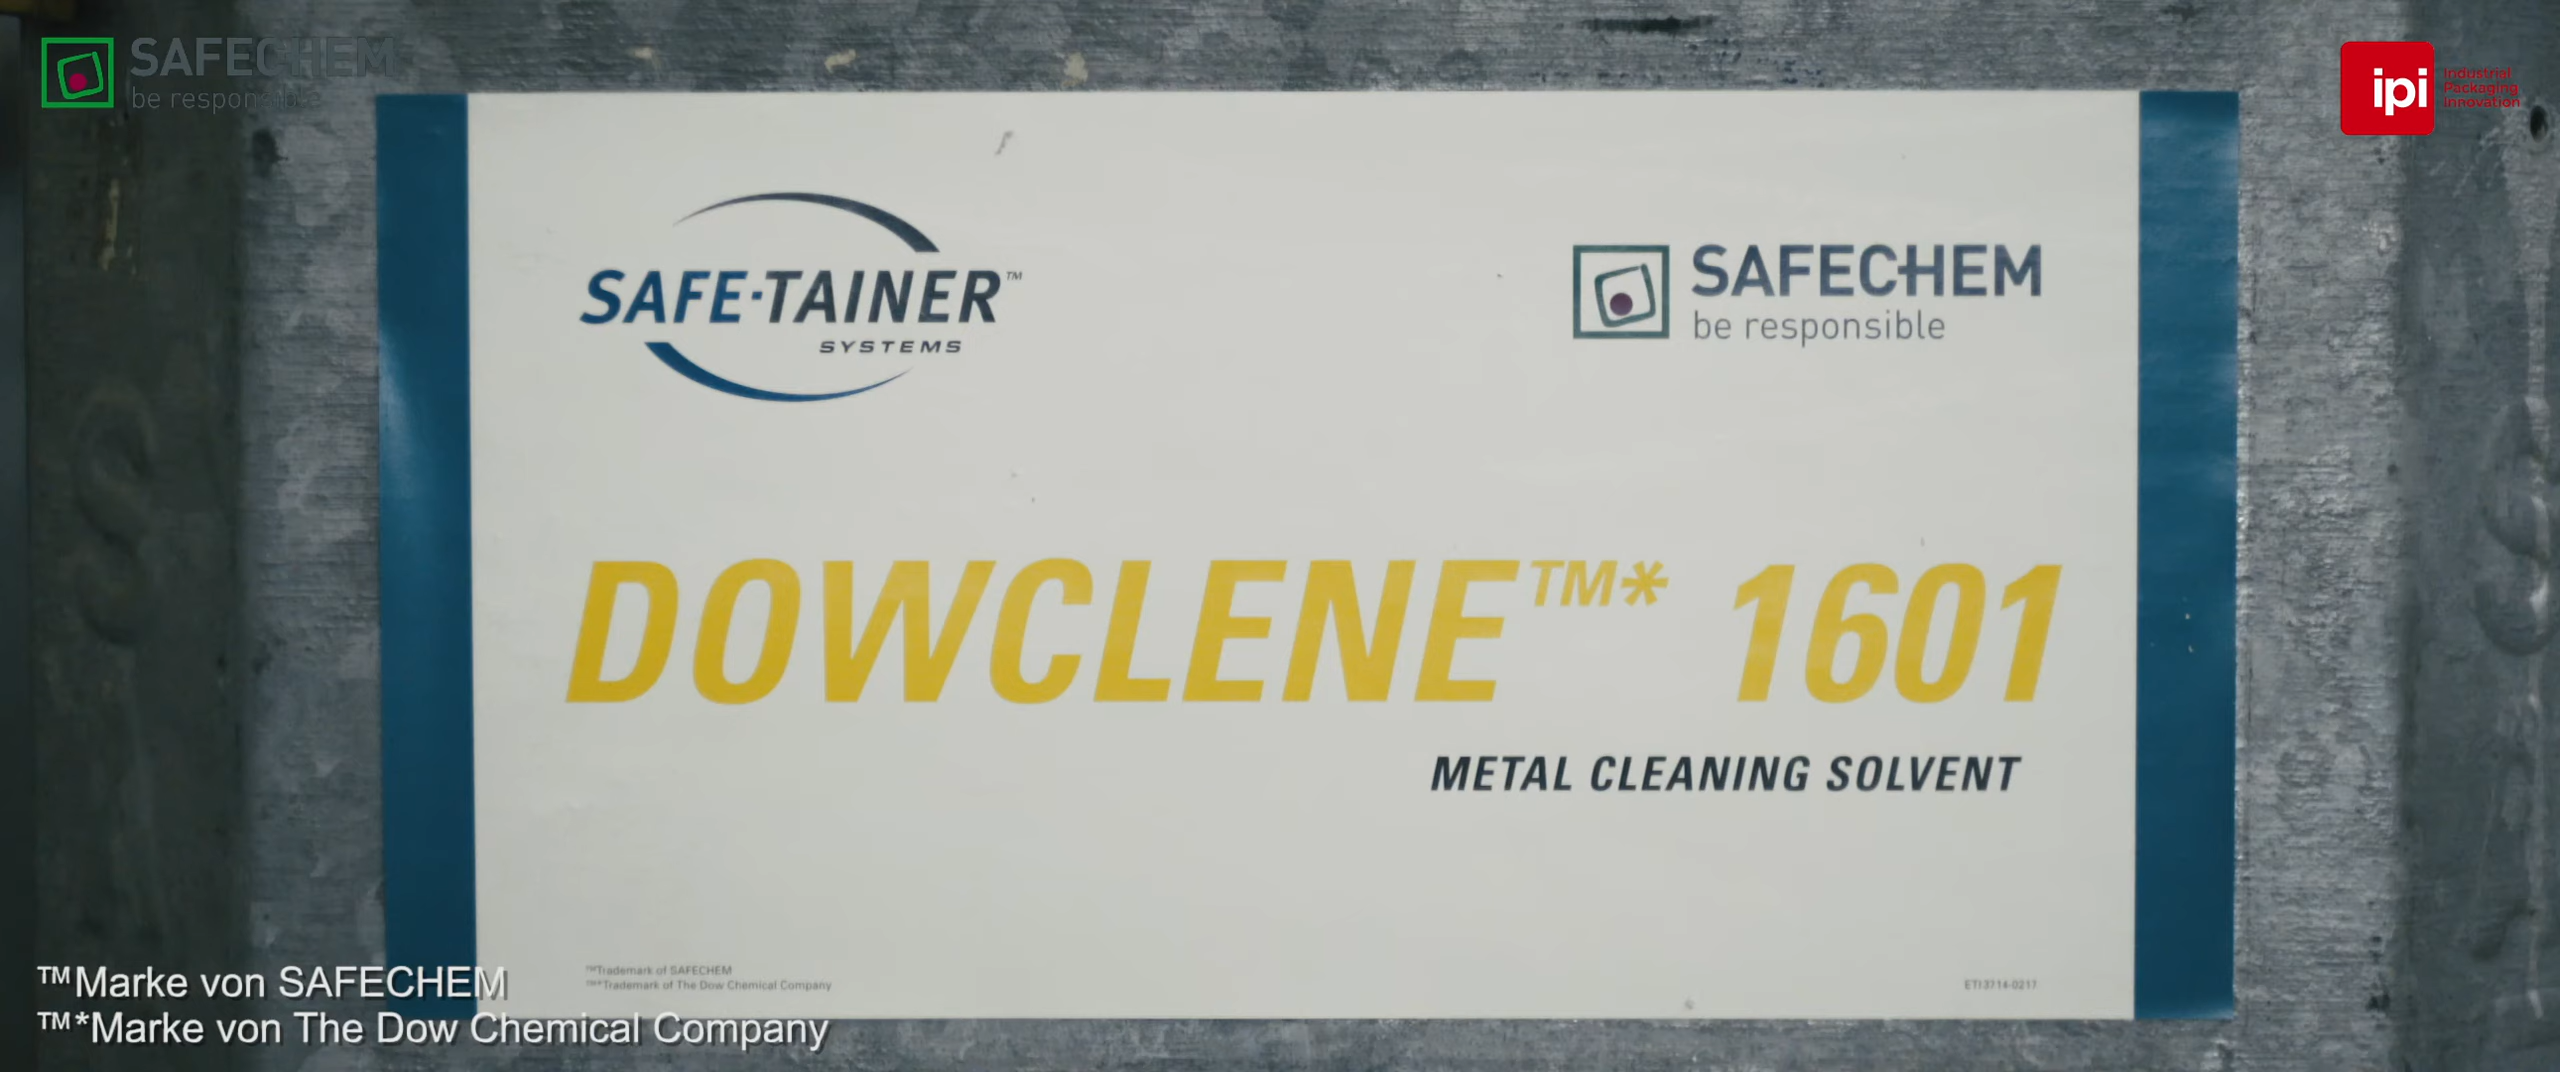 SAFECHEM
be responsible
ipi
Industrial
Packaging
Innovation
SAFE-TAINER™
SYSTEMS
SAFECHEM
be responsible
DOWCLENE™* 1601
METAL CLEANING SOLVENT
™Trademark of SAFECHEM
™*Trademark of The Dow Chemical Company
ETI3714-0217
™Marke von SAFECHEM
™*Marke von The Dow Chemical Company